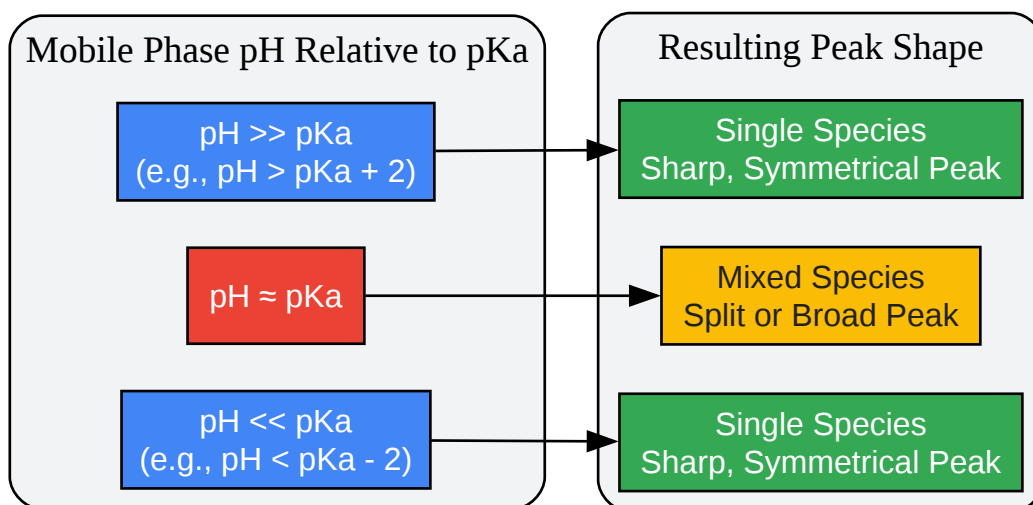 Mobile Phase pH Relative to pKa
pH >> pKa
(e.g., pH > pKa + 2)
pH ≈ pKa
pH << pKa
(e.g., pH < pKa - 2)
Resulting Peak Shape
Single Species
Sharp, Symmetrical Peak
Mixed Species
Split or Broad Peak
Single Species
Sharp, Symmetrical Peak